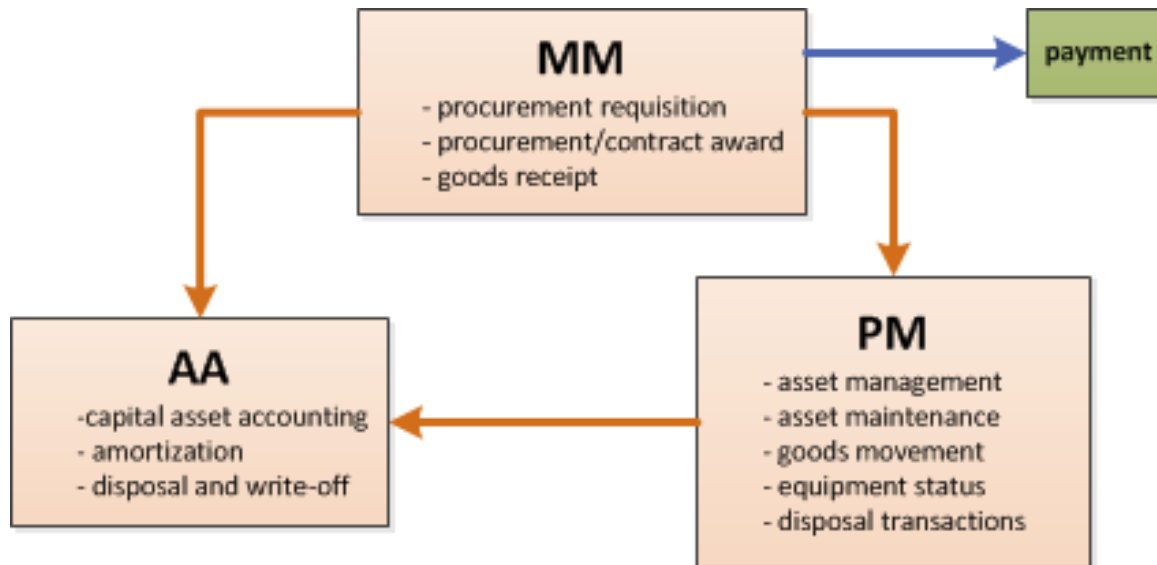 MM
- procurement requisition
- procurement/contract award
- goods receipt
payment
AA
-capital asset accounting
- amortization
- disposal and write-off
PM
- asset management
- asset maintenance
- goods movement
- equipment status
- disposal transactions